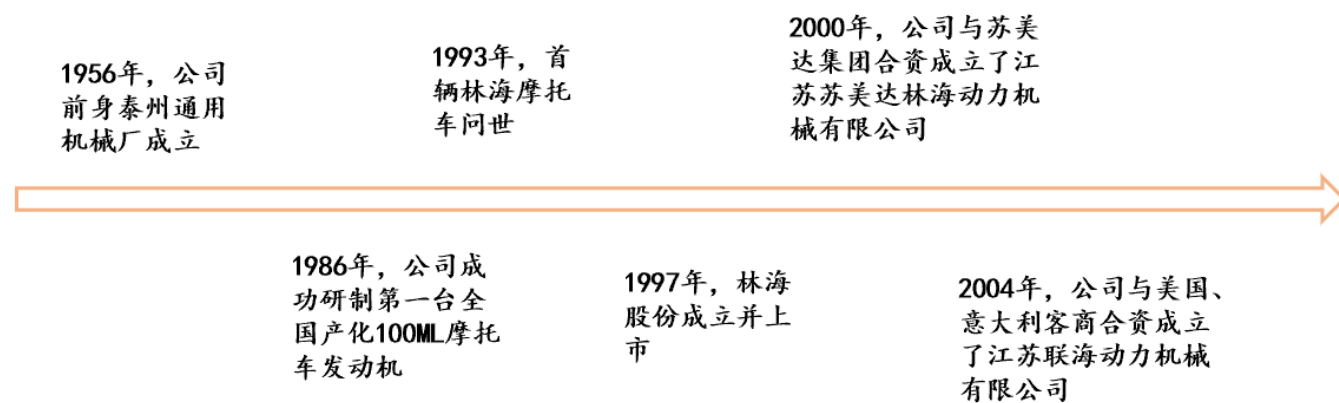 1956年，公司
前身泰州通用
机械厂成立
1986年，公司成
功研制第一台全
国产化100ML摩托
车发动机
1993年，首
辆林海摩托
车问世
1997年，林海
股份成立并上
市
2000年，公司与苏美
达集团合资成立了江
苏苏美达林海动力机
械有限公司
2004年，公司与美国、
意大利客商合资成立
了江苏联海动力机械
有限公司